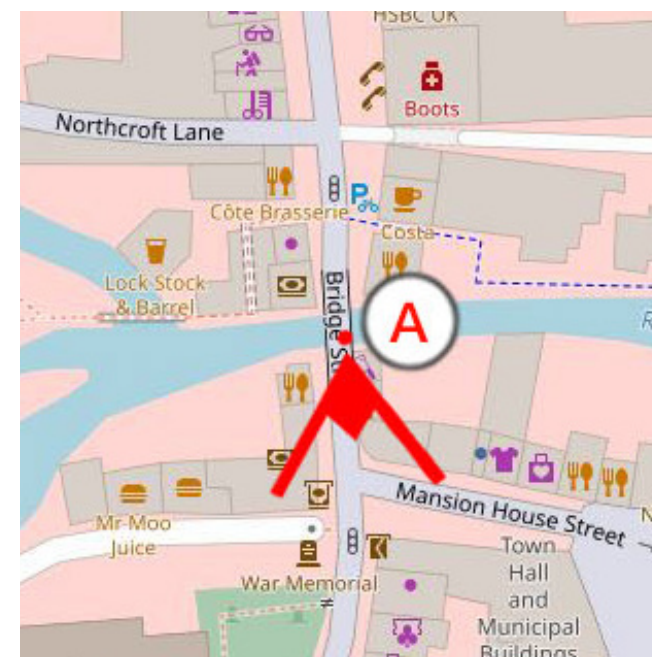 HSBC UK
Boots
Northcroft Lane
P
Côte Brasserie
Costa
Lock Stock
& Barrel
Bridge St
A
R
Mansion House Street
Mr Moo
Juice
N
War Memorial
Town
Hall
and
Municipal
Buildings